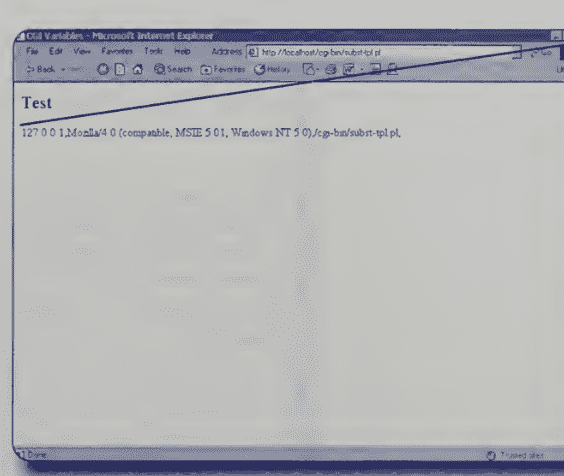 CGI Variables - Microsoft Internet Explorer
File Edit View Favorites Tools Help Address http://localhost/cgi-bin/subst-tpl.pl
Back Search Favorites History
Test
127 0 0 1,Mozilla/4 0 (compatible, MSIE 5 01, Windows NT 5 0),/cgi-bin/subst-tpl.pl,
Done Trusted sites